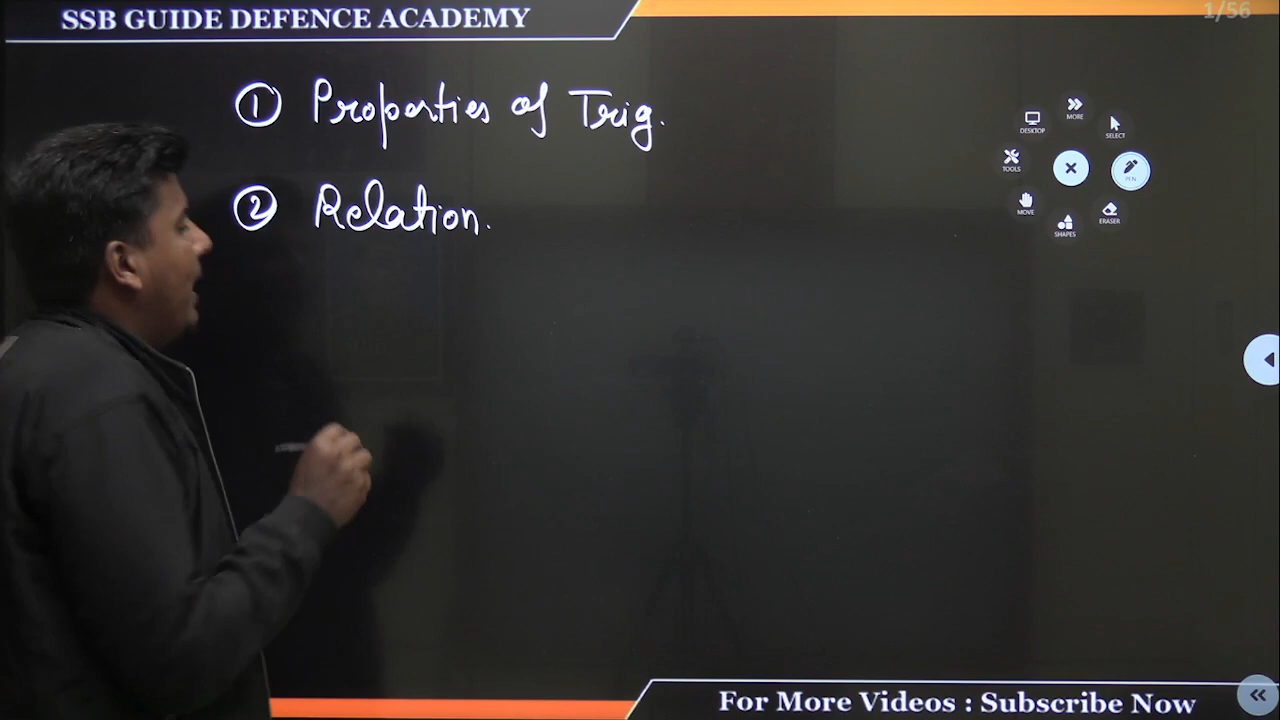 SSB GUIDE DEFENCE ACADEMY
1/56
① Properties of Trig.
② Relation.
MORE
DESKTOP
SELECT
TOOLS
PEN
MOVE
ERASER
SHAPES
For More Videos : Subscribe Now